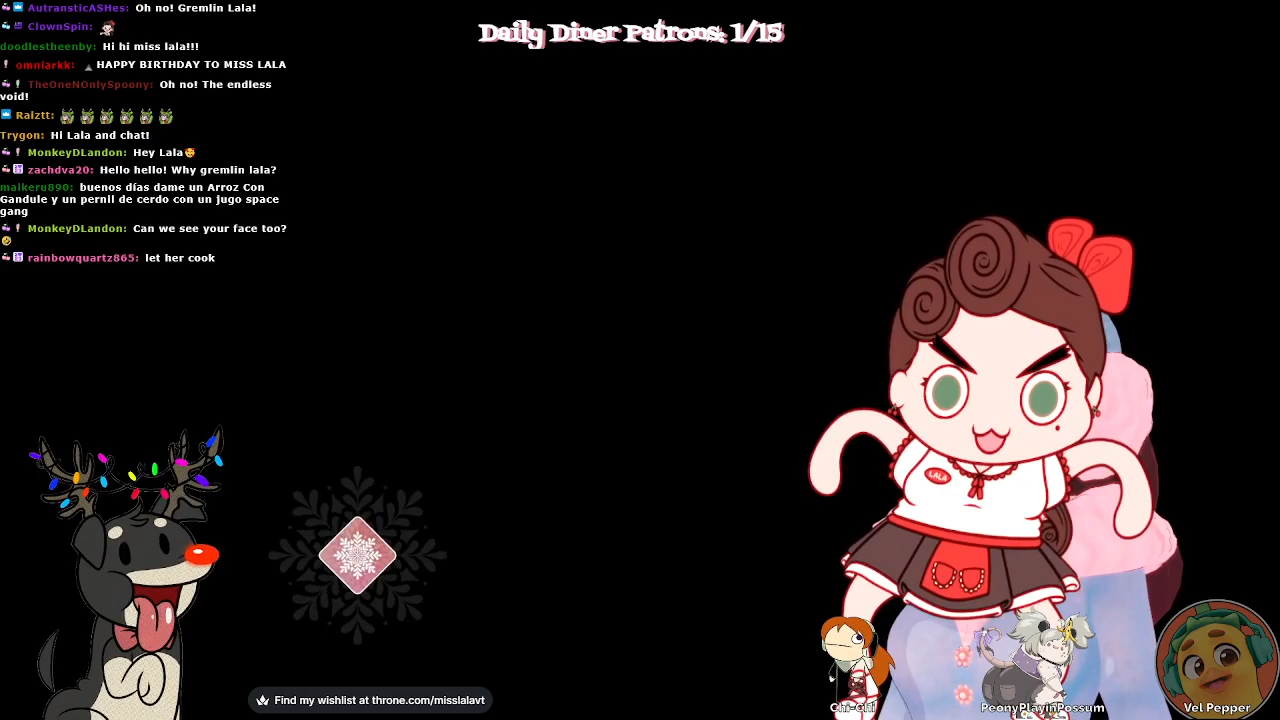 AutransticASHes: Oh no! Gremlin Lala!
ClownSpin:
doodlestheenby: Hi hi miss lala!!!
omniarkk: HAPPY BIRTHDAY TO MISS LALA
TheOneNOnlySpoony: Oh no! The endless
void!
Raiztt:
Trygon: Hi Lala and chat!
MonkeyDLandon: Hey Lala🥰
zachdva20: Hello hello! Why gremlin lala?
maikeru890: buenos días dame un Arroz Con
Gandule y un pernil de cerdo con un jugo space
gang
MonkeyDLandon: Can we see your face too?
🤣
rainbowquartz865: let her cook
Daily Diner Patrons: 1/15
LALA
Find my wishlist at throne.com/misslalavt
Chi-Chi
PeonyPlayinPossum
Vel Pepper